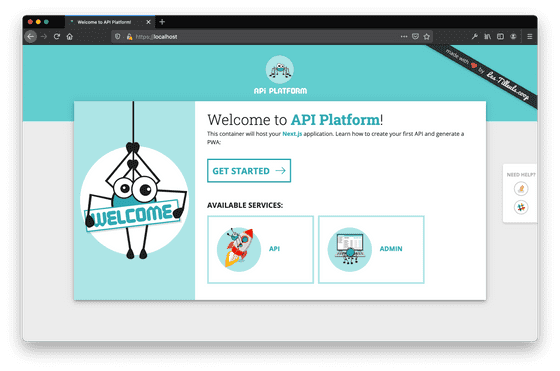 Welcome to API Platform!
https://localhost
made with ❤ by Les-Tilleuls.coop
API PLATFORM
Welcome to API Platform!
This container will host your Next.js application. Learn how to create your first API and generate a
PWA:
WELCOME
GET STARTED →
NEED HELP?
AVAILABLE SERVICES:
API
ADMIN